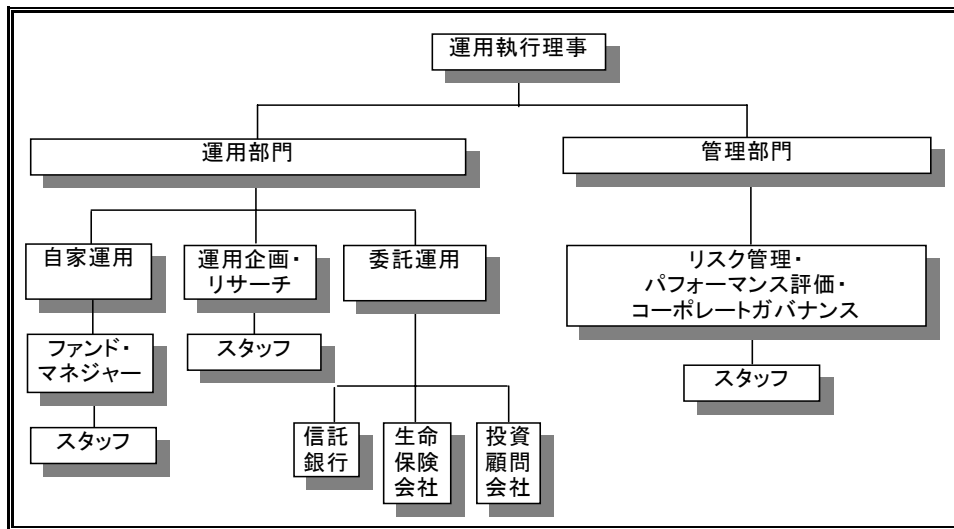 運用執行理事
運用部門
管理部門
自家運用
運用企画・
リサーチ
委託運用
リスク管理・
パフォーマンス評価・
コーポレートガバナンス
ファンド・
マネジャー
スタッフ
スタッフ
スタッフ
信託
銀行
生命
保険
会社
投資
顧問
会社